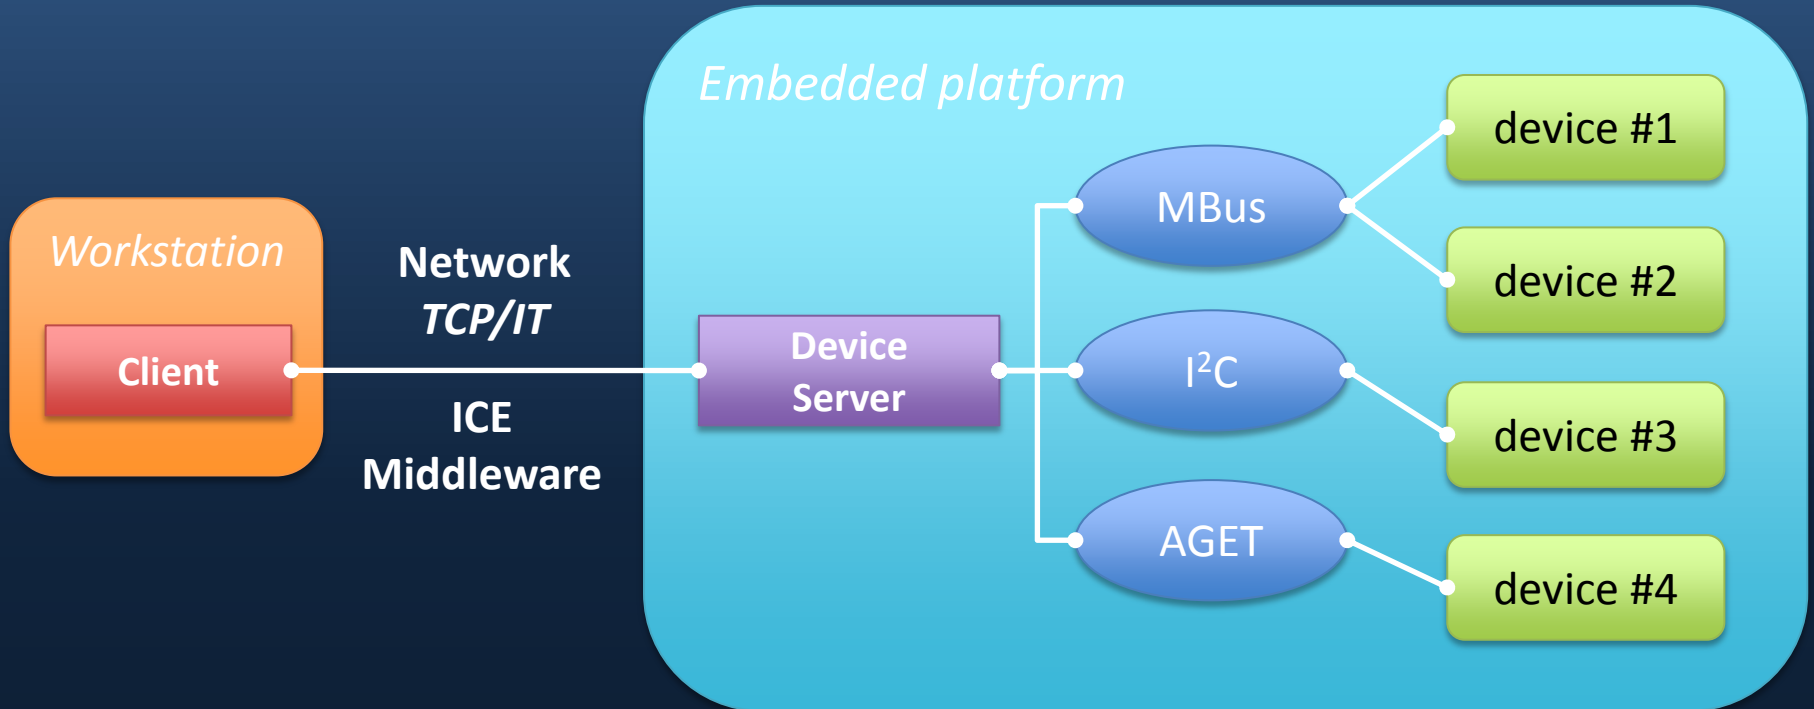 Embedded platform
Workstation
Client
Network
TCP/IT
ICE
Middleware
Device
Server
MBus
I²C
AGET
device #1
device #2
device #3
device #4